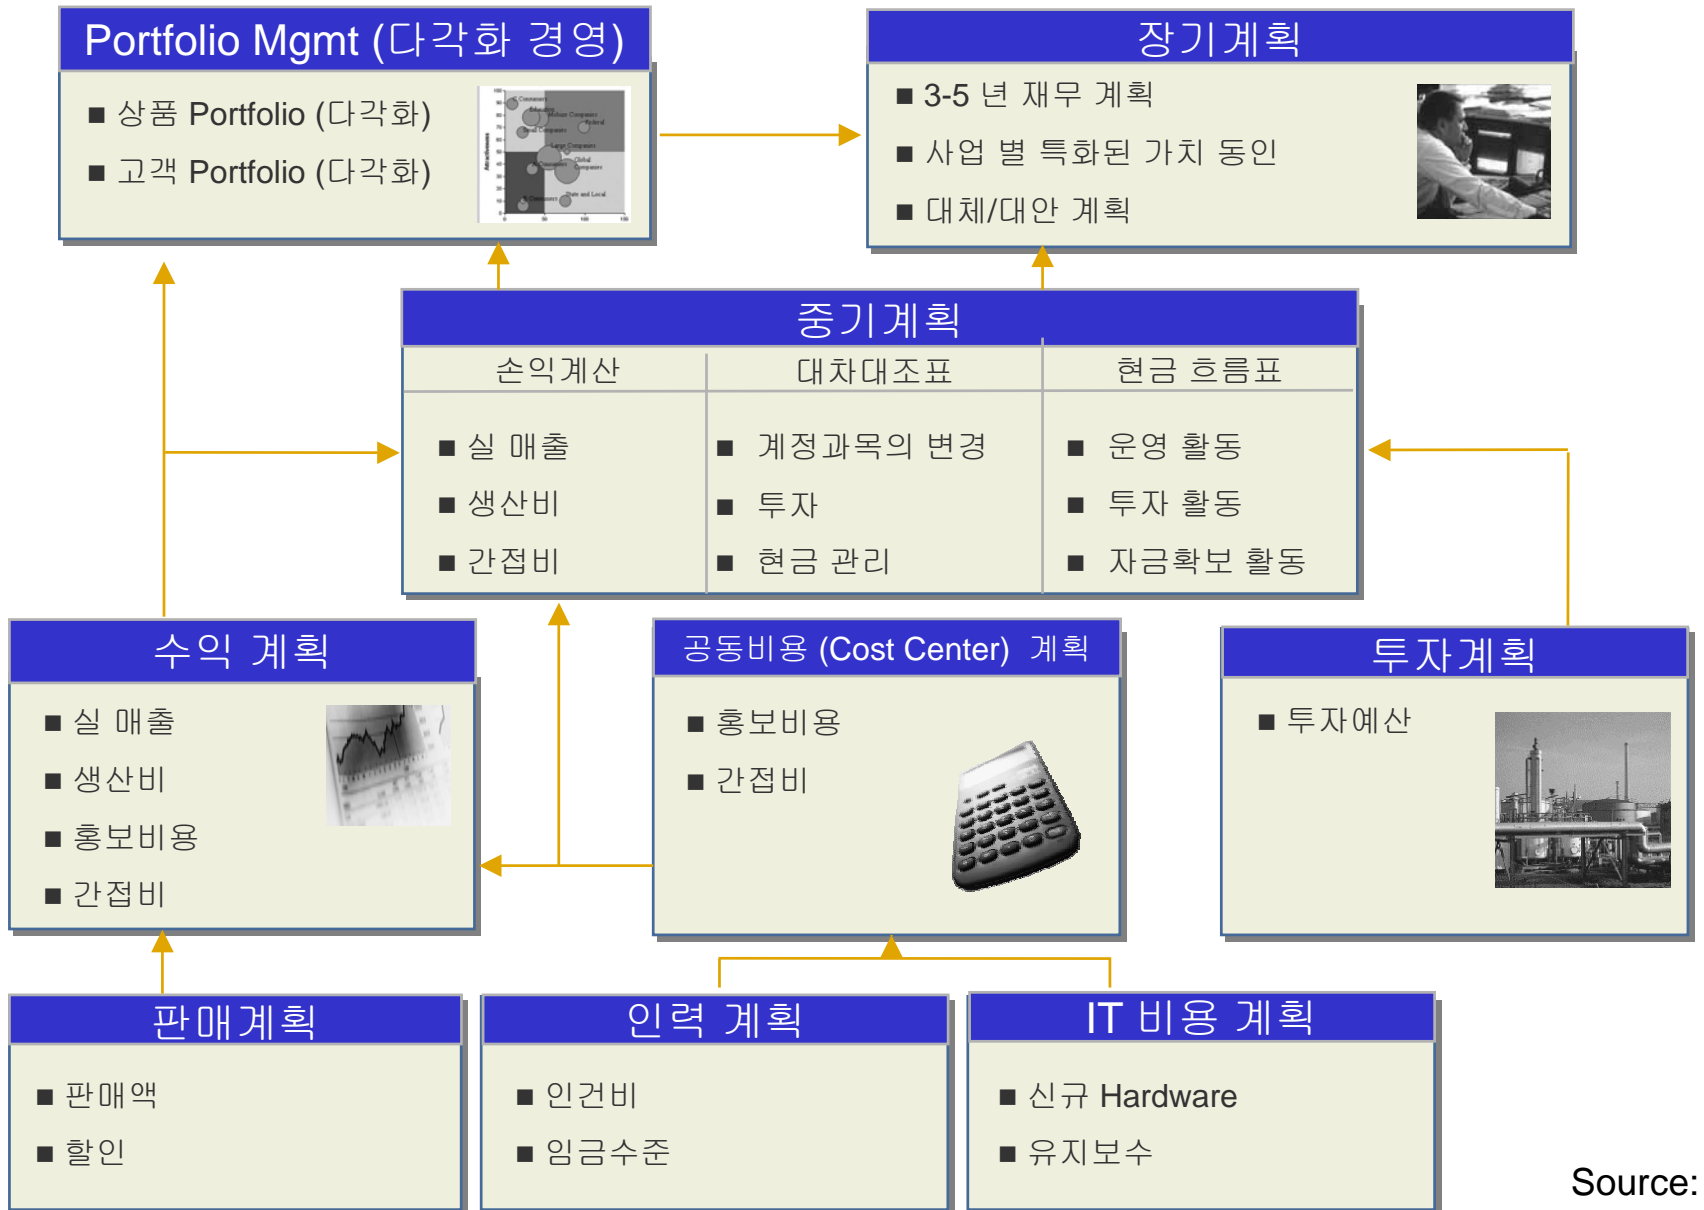 Portfolio Mgmt (다각화 경영)
■ 상품 Portfolio (다각화)
■ 고객 Portfolio (다각화)
장기계획
■ 3-5 년 재무 계획
■ 사업 별 특화된 가치 동인
■ 대체/대안 계획
중기계획
손익계산
■ 실 매출
■ 생산비
■ 간접비
대차대조표
■ 계정과목의 변경
■ 투자
■ 현금 관리
현금 흐름표
■ 운영 활동
■ 투자 활동
■ 자금확보 활동
수익 계획
■ 실 매출
■ 생산비
■ 홍보비용
■ 간접비
공동비용 (Cost Center) 계획
■ 홍보비용
■ 간접비
투자계획
■ 투자예산
판매계획
■ 판매액
■ 할인
인력 계획
■ 인건비
■ 임금수준
IT 비용 계획
■ 신규 Hardware
■ 유지보수
Source: